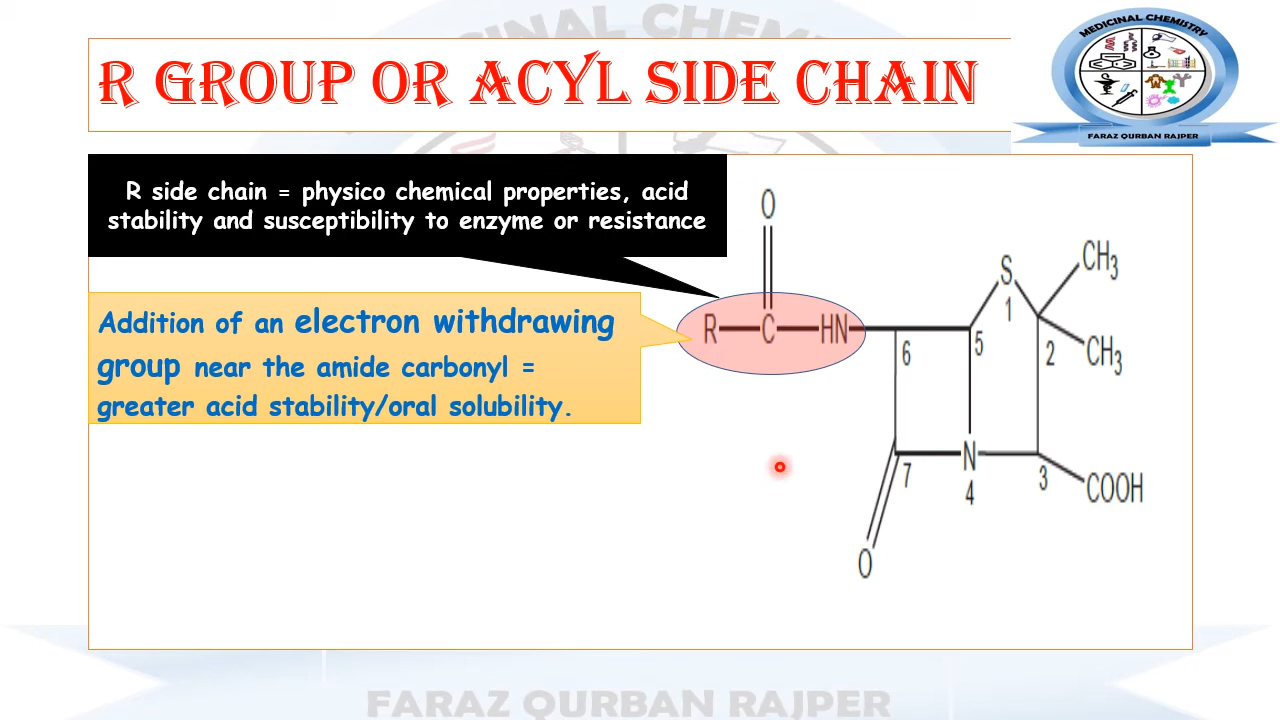 R GROUP OR ACYL SIDE CHAIN
MEDICINAL CHEMISTRY
FARAZ QURBAN RAJPER
R side chain = physico chemical properties, acid
stability and susceptibility to enzyme or resistance
Addition of an electron withdrawing
group near the amide carbonyl =
greater acid stability/oral solubility.
O
S
CH3
1
R C HN
6
5
2
CH3
N
7
4
3
COOH
O
FARAZ QURBAN RAJPER